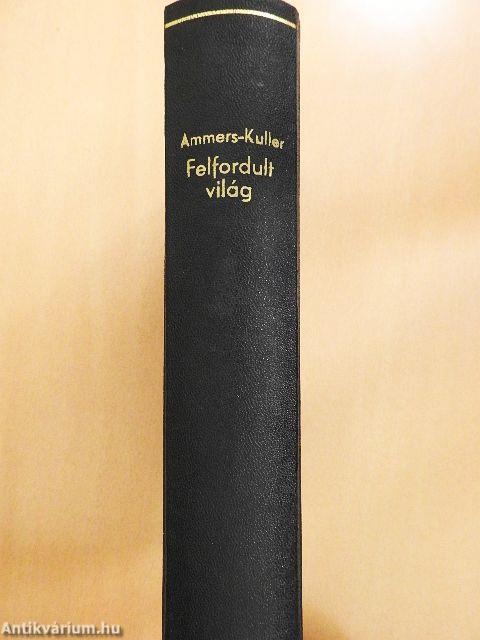 Ammers-Kuller
Felfordult
világ
Antikvárium.hu